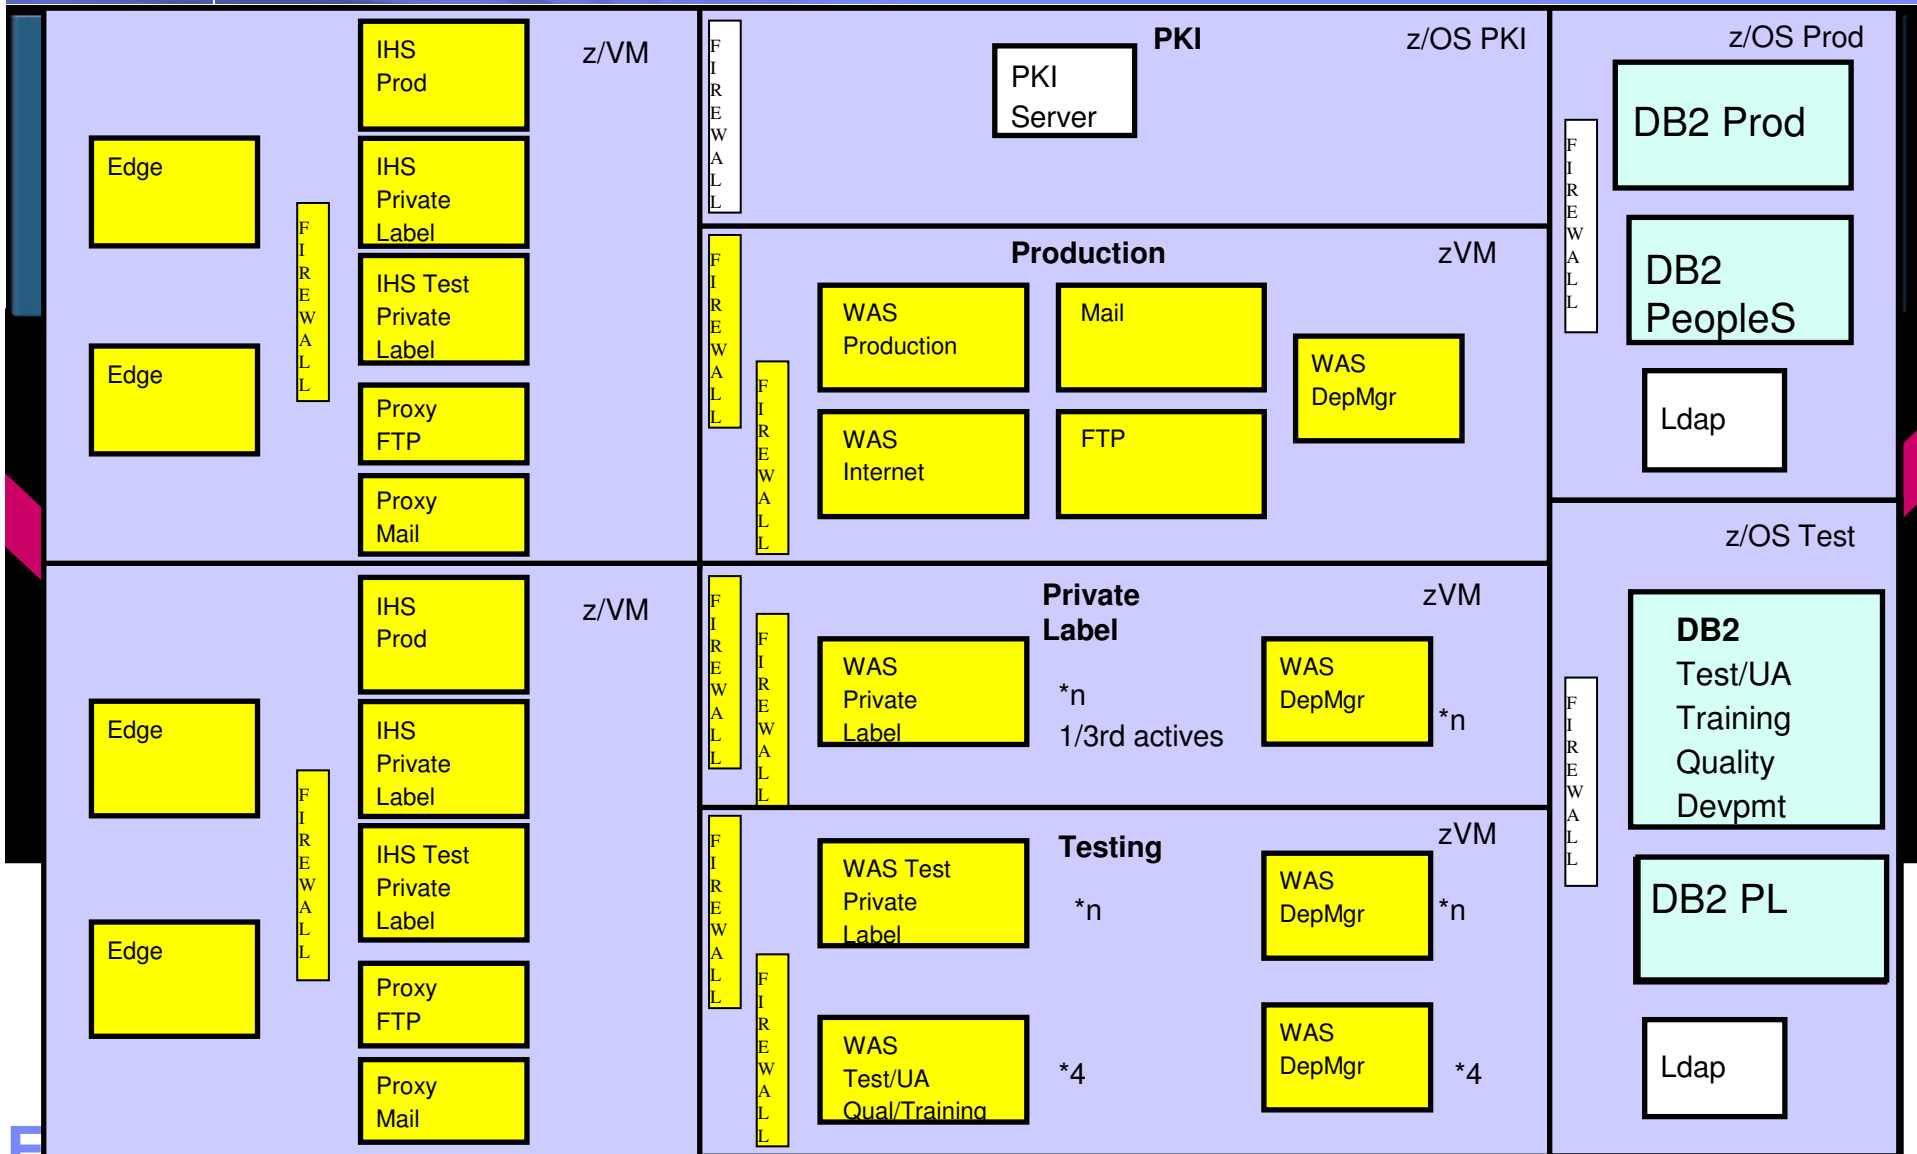 IHS
Prod
z/VM
Edge
IHS
Private
Label
FIREWALL
IHS Test
Private
Label
Edge
Proxy
FTP
Proxy
Mail
FIREWALL
PKI
z/OS PKI
PKI
Server
FIREWALL
FIREWALL
Production
zVM
WAS
Production
Mail
WAS
DepMgr
WAS
Internet
FTP
z/OS Prod
FIREWALL
DB2 Prod
DB2
PeopleS
Ldap
IHS
Prod
z/VM
Edge
IHS
Private
Label
FIREWALL
IHS Test
Private
Label
Edge
Proxy
FTP
Proxy
Mail
FIREWALL
FIREWALL
Private
Label
zVM
WAS
Private
Label
*n
1/3rd actives
WAS
DepMgr
*n
FIREWALL
FIREWALL
Testing
zVM
WAS Test
Private
Label
*n
WAS
DepMgr
*n
WAS
Test/UA
Qual/Training
*4
WAS
DepMgr
*4
z/OS Test
FIREWALL
DB2
Test/UA
Training
Quality
Devpmt
DB2 PL
Ldap